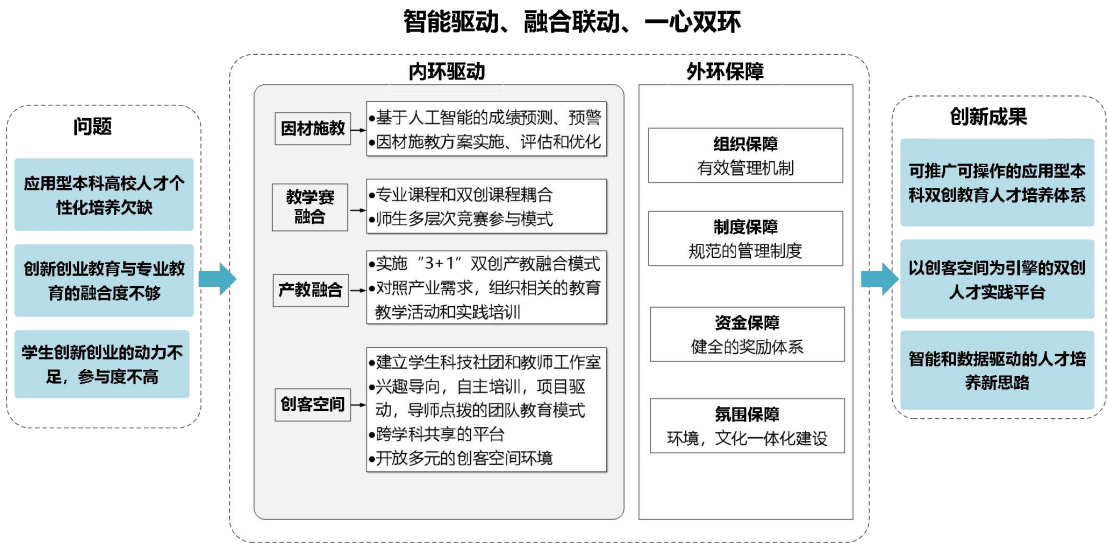 智能驱动、融合联动、一心双环
问题
应用型本科高校人才个
性化培养欠缺
创新创业教育与专业教
育的融合度不够
学生创新创业的动力不
足，参与度不高
内环驱动
因材施教
●基于人工智能的成绩预测、预警
●因材施教方案实施、评估和优化
教学赛
融合
●专业课程和双创课程耦合
●师生多层次竞赛参与模式
产教融合
●实施“3+1“双创产教融合模式
●对照产业需求，组织相关的教育
教学活动和实践培训
创客空间
●建立学生科技社团和教师工作室
●兴趣导向，自主培训，项目驱
动，导师点拨的团队教育模式
●跨学科共享的平台
●开放多元的创客空间环境
外环保障
组织保障
有效管理机制
制度保障
规范的管理制度
资金保障
健全的奖励体系
氛围保障
环境，文化一体化建设
创新成果
可推广可操作的应用型本
科双创教育人才培养体系
以创客空间为引擎的双创
人才实践平台
智能和数据驱动的人才培
养新思路